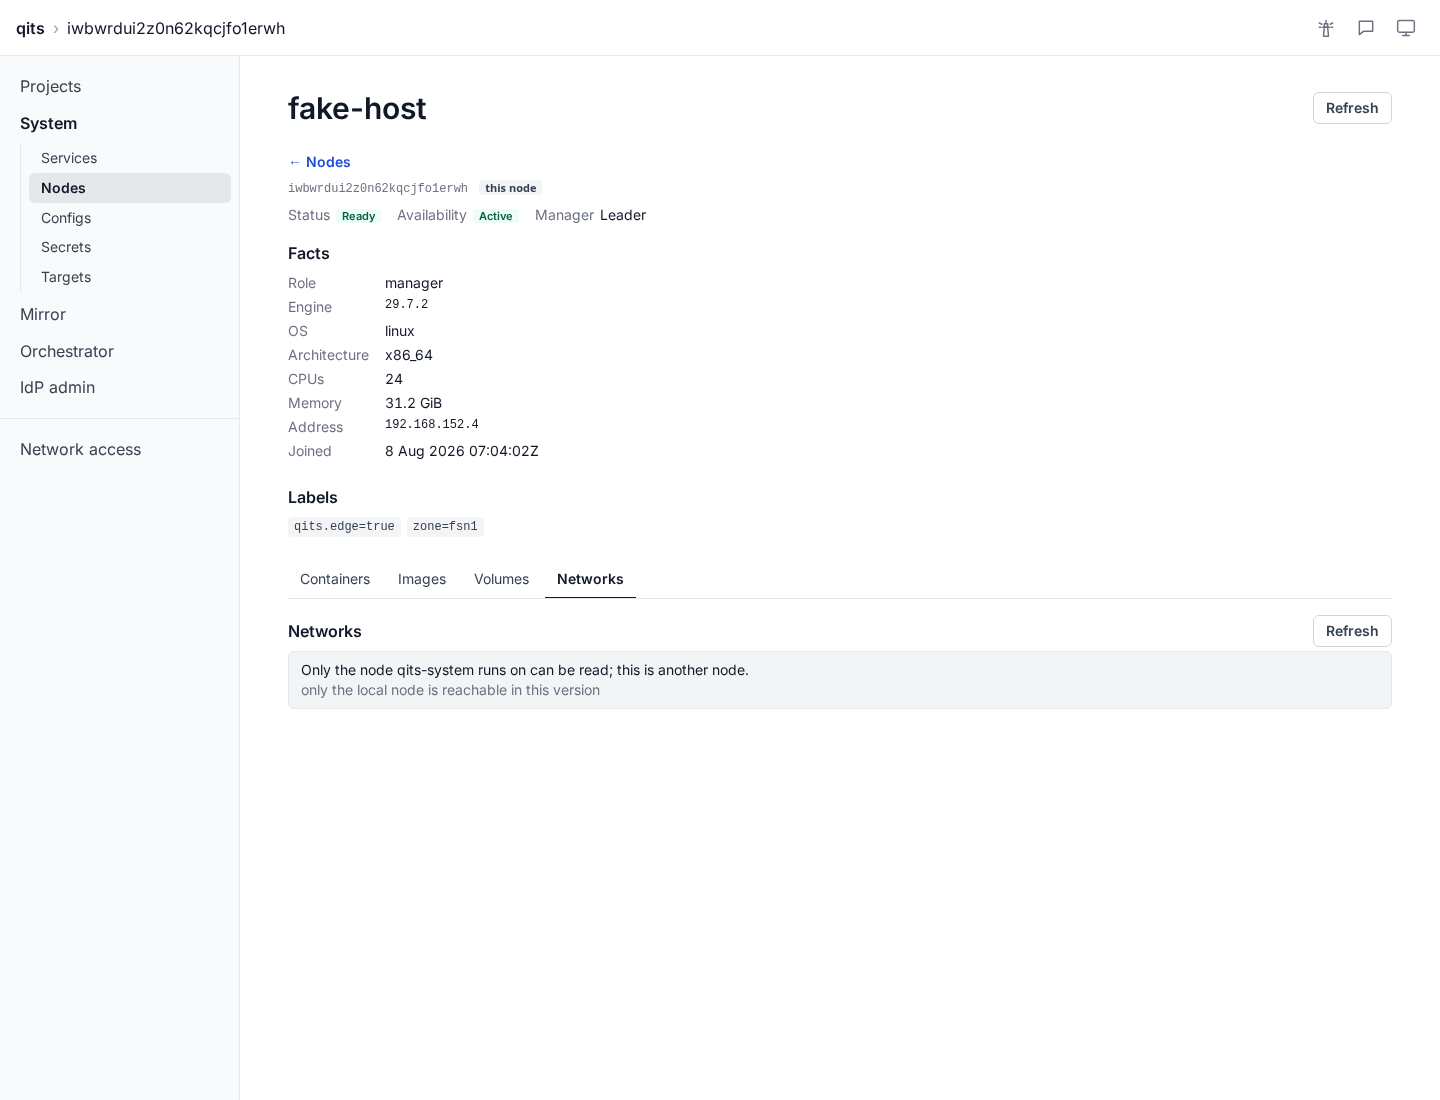 qits › iwbwrdui2z0n62kqcjfo1erwh
Projects
System
Services
Nodes
Configs
Secrets
Targets
Mirror
Orchestrator
IdP admin
Network access
fake-host
Refresh
← Nodes
iwbwrdui2z0n62kqcjfo1erwh this node
Status Ready Availability Active Manager Leader
Facts
Role manager
Engine 29.7.2
OS linux
Architecture x86_64
CPUs 24
Memory 31.2 GiB
Address 192.168.152.4
Joined 8 Aug 2026 07:04:02Z
Labels
qits.edge=true zone=fsn1
Containers Images Volumes Networks
Networks
Refresh
Only the node qits-system runs on can be read; this is another node.
only the local node is reachable in this version